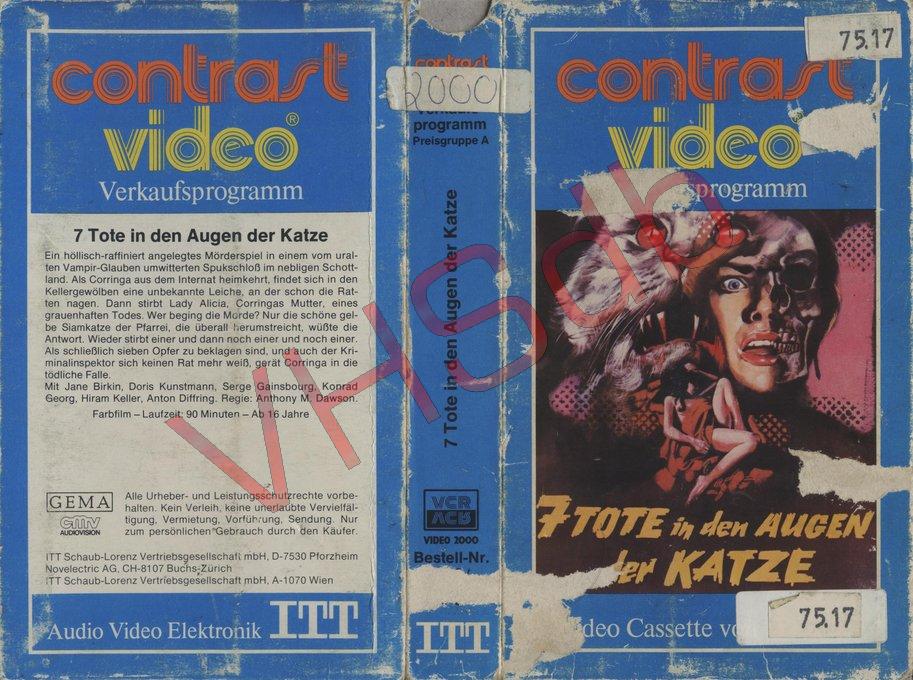 contrast
video®
Verkaufsprogramm
7 Tote in den Augen der Katze
Ein höllisch-raffiniert angelegtes Mörderspiel in einem vom ural-
ten Vampir-Glauben umwitterten Spukschloß im nebligen Schott-
land. Als Corringa aus dem Internat heimkehrt, findet sich in den
Kellergewölben eine unbekannte Leiche, an der schon die Rat-
ten nagen. Dann stirbt Lady Alicia, Corringas Mutter, eines
grauenhaften Todes. Wer beging die Morde? Nur die schöne gel-
be Siamkatze der Pfarrei, die überall herumstreicht, wüßte die
Antwort. Wieder stirbt einer und dann noch einer und noch einer.
Als schließlich sieben Opfer zu beklagen sind, und sich der Kri-
minalinspektor sich keinen Rat mehr weiß, gerät Corringa in die
tödliche Falle.
Mit Jane Birkin, Doris Kunstmann, Serge Gainsbourg, Konrad
Georg, Hiram Keller, Anton Diffring. Regie: Anthony M. Dawson.
Farbfilm – Laufzeit: 90 Minuten – Ab 16 Jahre
GEMA
cmv
AUDIOVISION
Alle Urheber- und Leistungsschutzrechte vorbe-
halten. Kein Verleih, keine unerlaubte Vervielfäl-
tigung, Vermietung, Vorführung, Sendung. Nur
zum persönlichen Gebrauch durch den Käufer.
ITT Schaub-Lorenz Vertriebsgesellschaft mbH, D-7530 Pforzheim
Novelectric AG, CH-8107 Buchs-Zürich
ITT Schaub-Lorenz Vertriebsgesellschaft mbH, A-1070 Wien
Audio Video Elektronik ITT
contrast
2000
programm
Preisgruppe A
7 Tote in den Augen der Katze
VCR
VIDEO 2000
Bestell-Nr.
ITT
75.17
contrast
video
sprogramm
7 TOTE in den AUGEN
der KATZE
deo Cassette vo
75.17
VHSdb